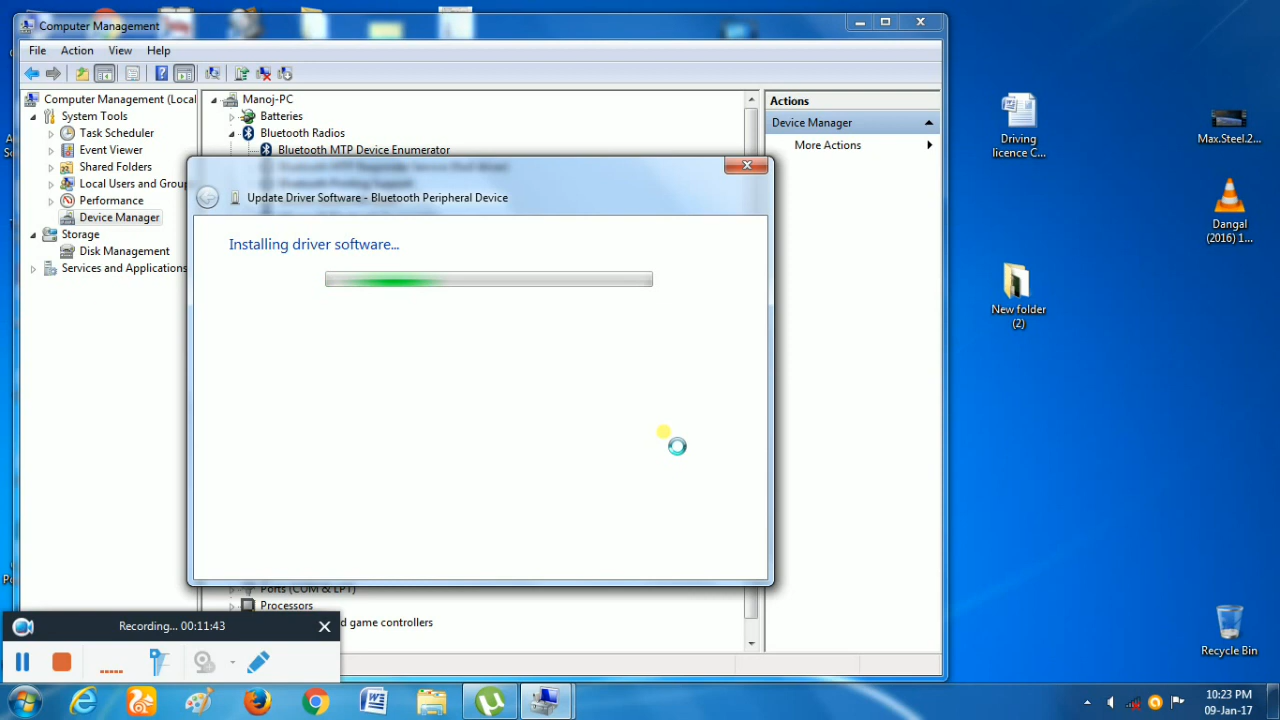 Computer Management
File Action View Help
Computer Management (Local
System Tools
Task Scheduler
Event Viewer
Shared Folders
Local Users and Group
Performance
Device Manager
Storage
Disk Management
Services and Applications
Manoj-PC
Batteries
Bluetooth Radios
Bluetooth MTP Device Enumerator
Update Driver Software - Bluetooth Peripheral Device
Installing driver software...
Ports (COM & LPT)
Processors
d game controllers
Actions
Device Manager
More Actions
Driving
licence C...
New folder
(2)
Max.Steel.2...
Dangal
(2016) 1...
Recycle Bin
Recording... 00:11:43
10:23 PM
09-Jan-17